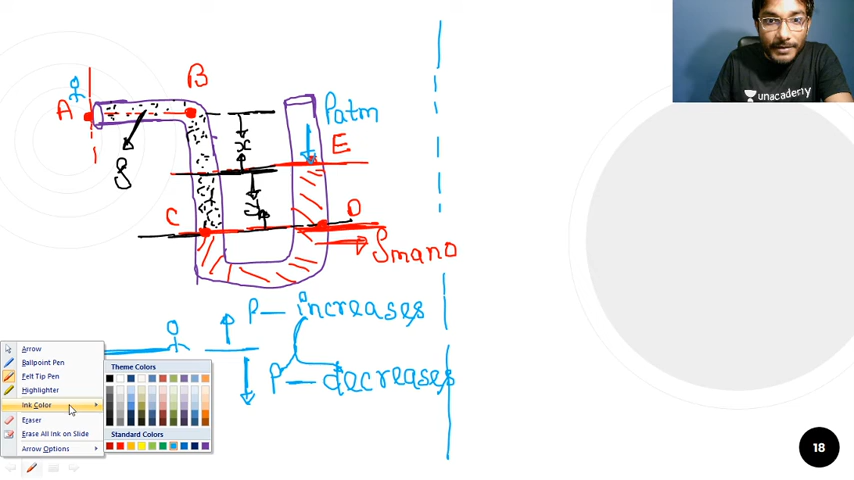 B
A
Patm
E
x
ρ
y
C
D
ρmano
P — increases
P — decreases
Arrow
Ballpoint Pen
Felt Tip Pen
Highlighter
Ink Color
Eraser
Erase All Ink on Slide
Arrow Options
Theme Colors
Standard Colors
unacademy
18